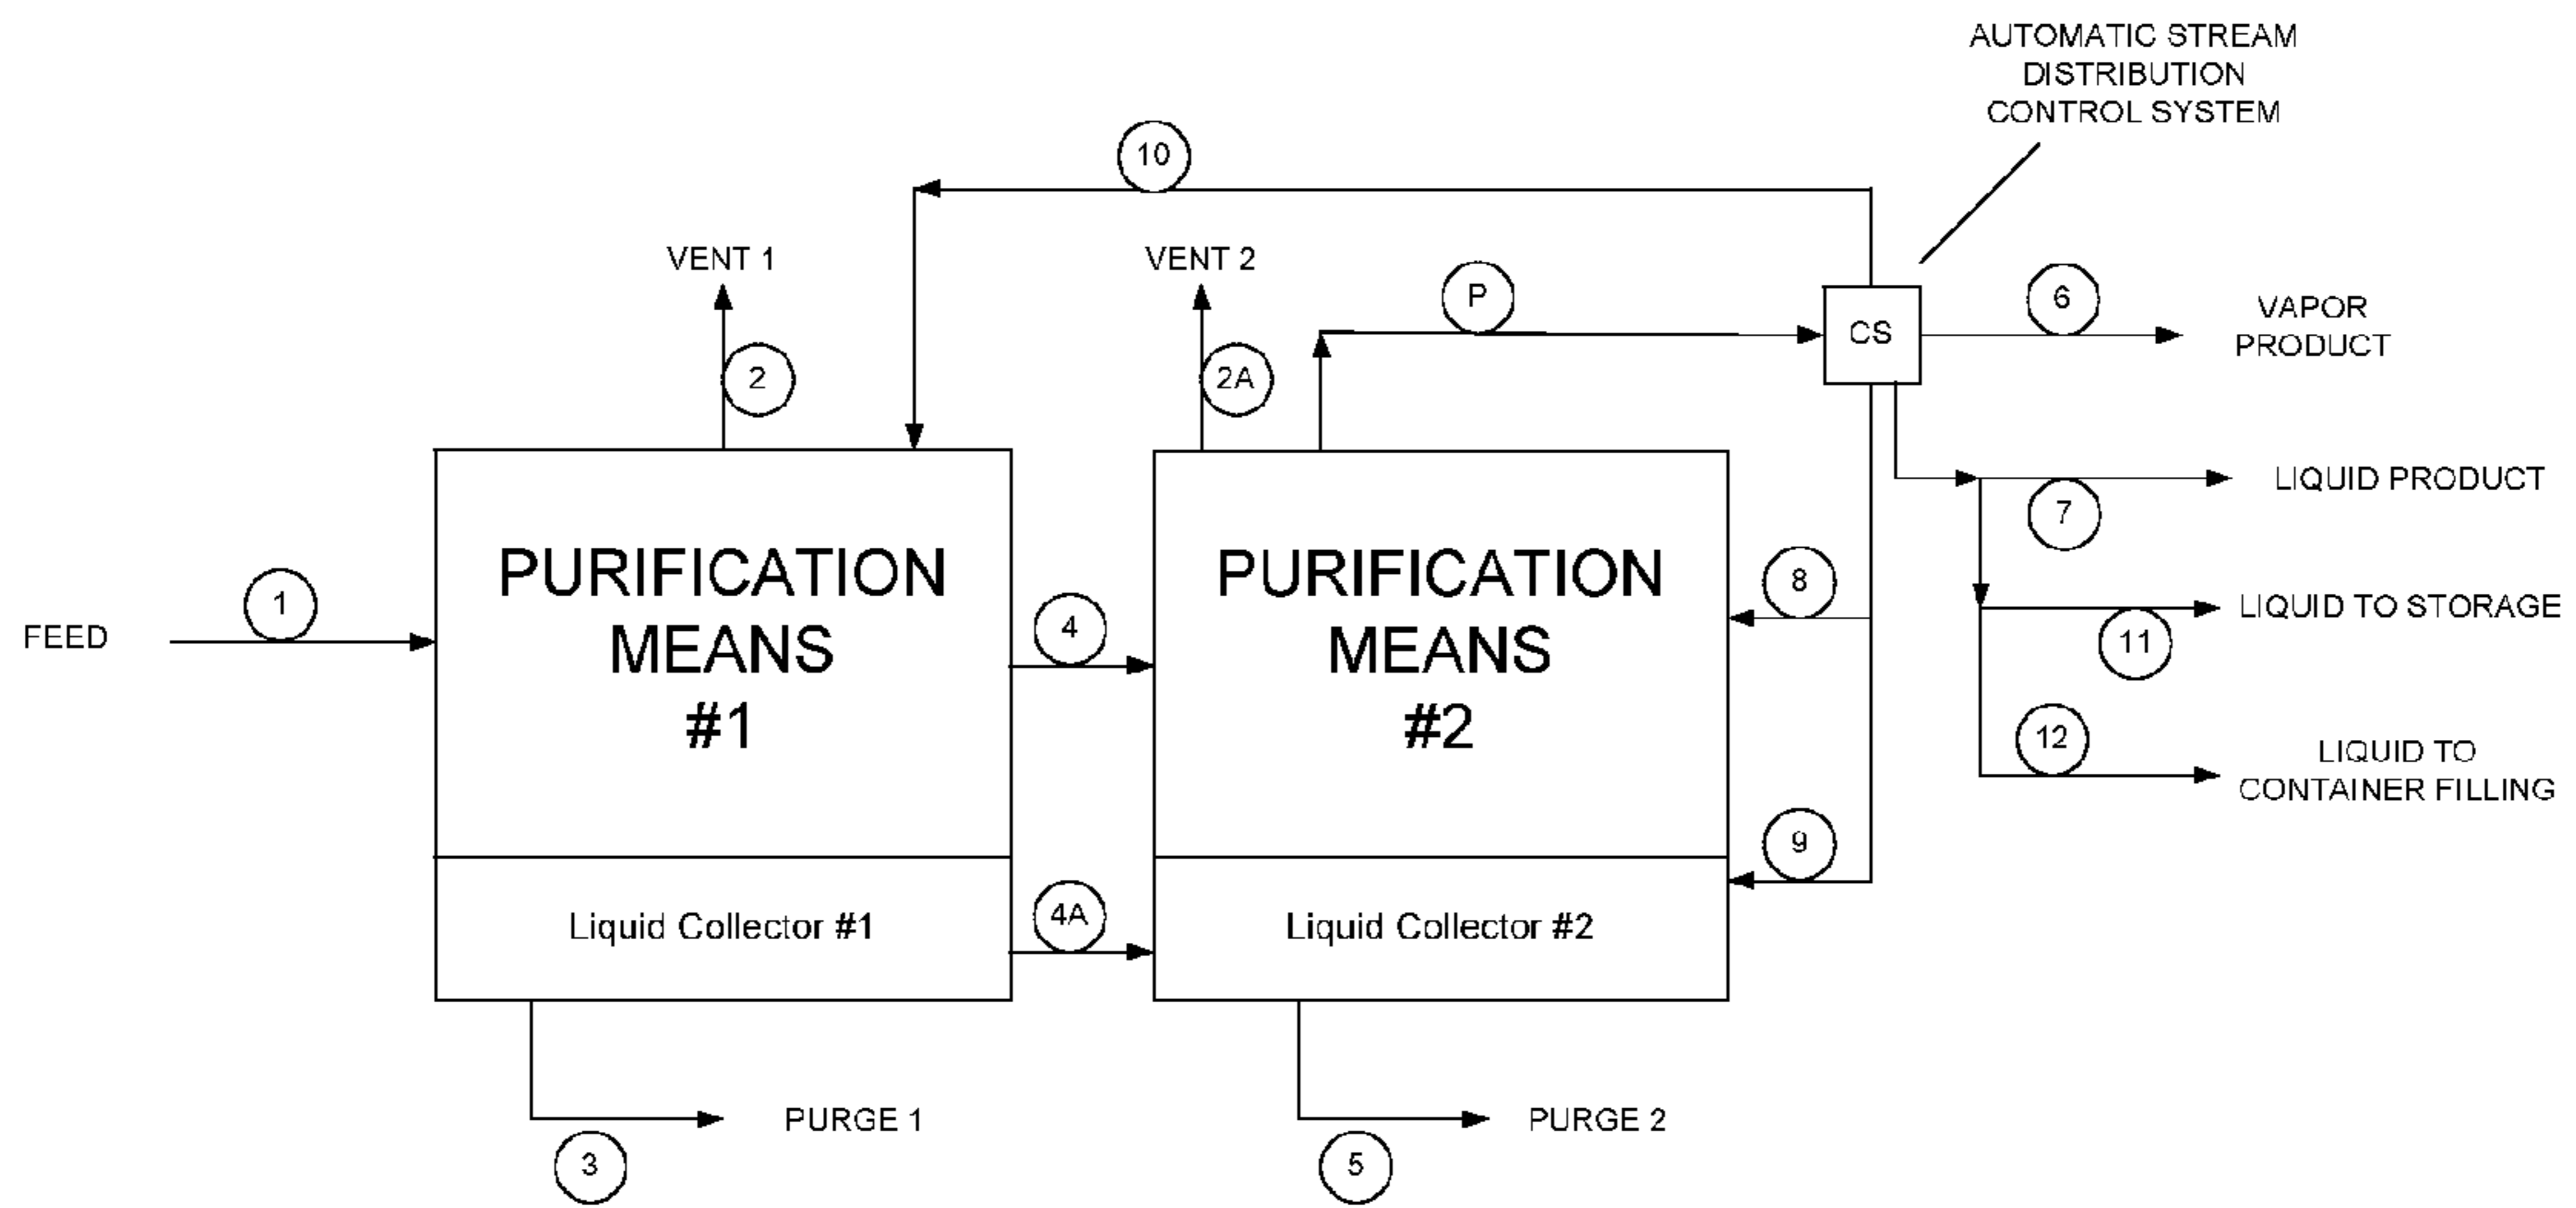 AUTOMATIC STREAM
DISTRIBUTION
CONTROL SYSTEM
10
VENT 1
VENT 2
P
6
VAPOR
PRODUCT
CS
2
2A
LIQUID PRODUCT
7
PURIFICATION
MEANS
#1
PURIFICATION
MEANS
#2
8
1
FEED
4
LIQUID TO STORAGE
11
12
LIQUID TO
CONTAINER FILLING
9
4A
Liquid Collector #1
Liquid Collector #2
PURGE 1
PURGE 2
3
5